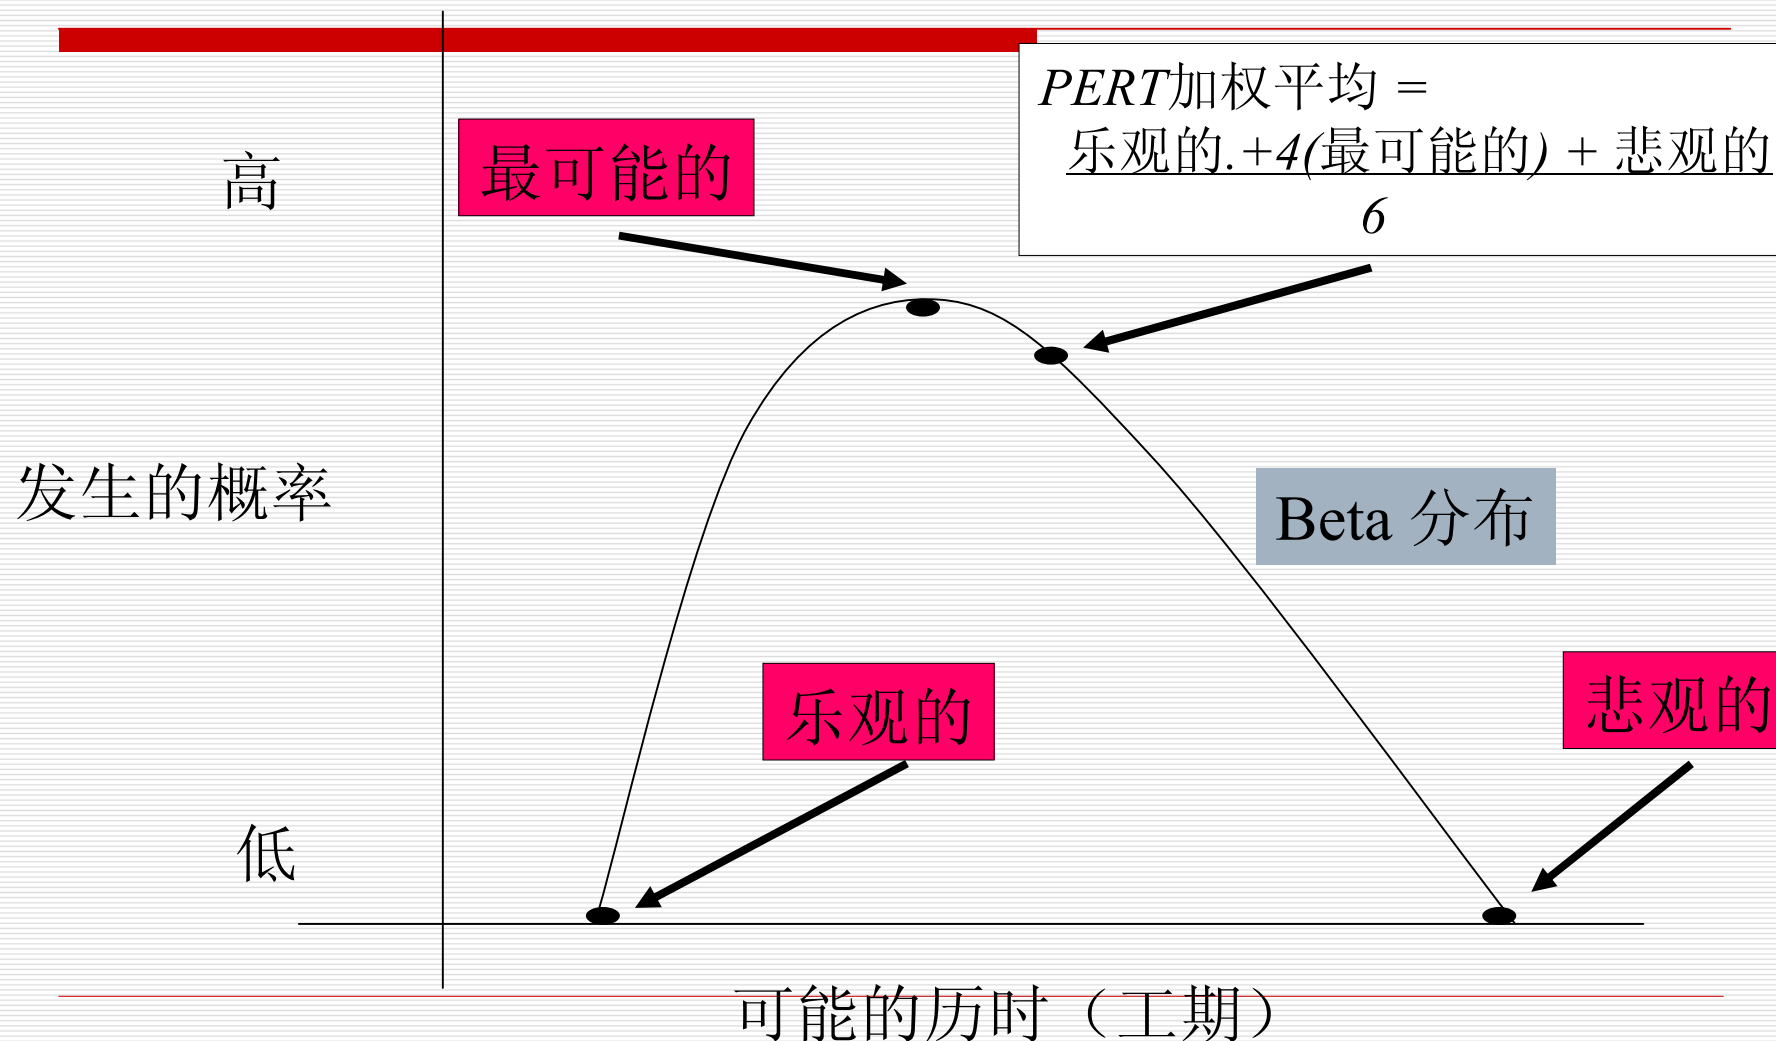 PERT加权平均 =
乐观的.+4(最可能的) + 悲观的
6
最可能的
高
发生的概率
Beta 分布
乐观的
悲观的
低
可能的历时（工期）